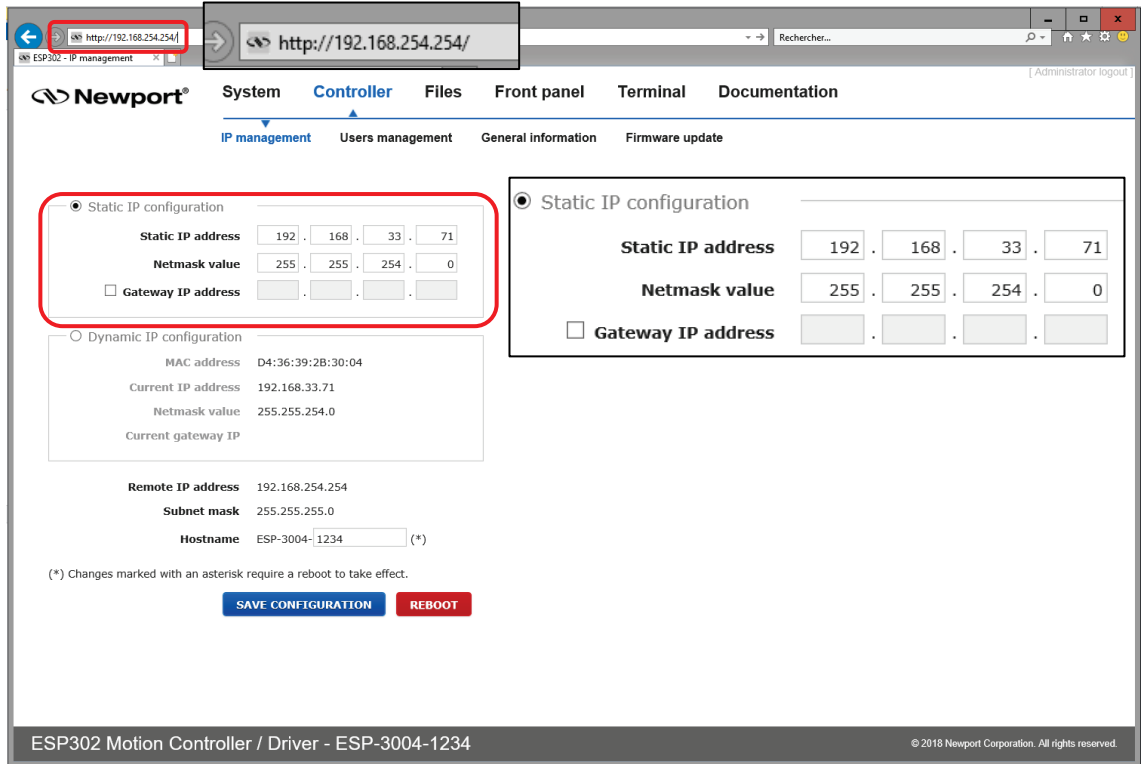 http://192.168.254.254/
http://192.168.254.254/
Rechercher...
ESP302 - IP management
[ Administrator logout ]
Newport®
System Controller Files Front panel Terminal Documentation
IP management Users management General information Firmware update
Static IP configuration
Static IP address 192 . 168 . 33 . 71
Netmask value 255 . 255 . 254 . 0
Gateway IP address . . .
Static IP configuration
Static IP address 192 . 168 . 33 . 71
Netmask value 255 . 255 . 254 . 0
Gateway IP address . . .
Dynamic IP configuration
MAC address D4:36:39:2B:30:04
Current IP address 192.168.33.71
Netmask value 255.255.254.0
Current gateway IP
Remote IP address 192.168.254.254
Subnet mask 255.255.255.0
Hostname ESP-3004- 1234 (*)
(*) Changes marked with an asterisk require a reboot to take effect.
SAVE CONFIGURATION REBOOT
ESP302 Motion Controller / Driver - ESP-3004-1234
© 2018 Newport Corporation. All rights reserved.